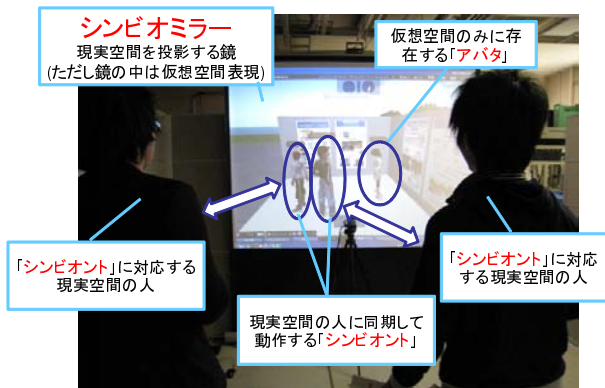 シンビオミラー
現実空間を投影する鏡
(ただし鏡の中は仮想空間表現)
仮想空間のみに存
在する「アバタ」
「シンビオント」に対応する
現実空間の人
「シンビオント」に対応
する現実空間の人
現実空間の人に同期して
動作する「シンビオント」